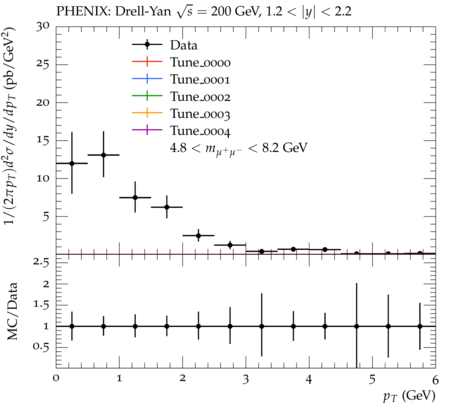 PHENIX: Drell-Yan √s = 200 GeV, 1.2 < |y| < 2.2
1/(2πp_T)d²σ/dy/dp_T (pb/GeV²)
30
25
20
15
10
5
Data
Tune_0000
Tune_0001
Tune_0002
Tune_0003
Tune_0004
4.8 < m_μ⁺μ⁻ < 8.2 GeV
MC/Data
2.5
2
1.5
1
0.5
0 1 2 3 4 5 6
p_T (GeV)